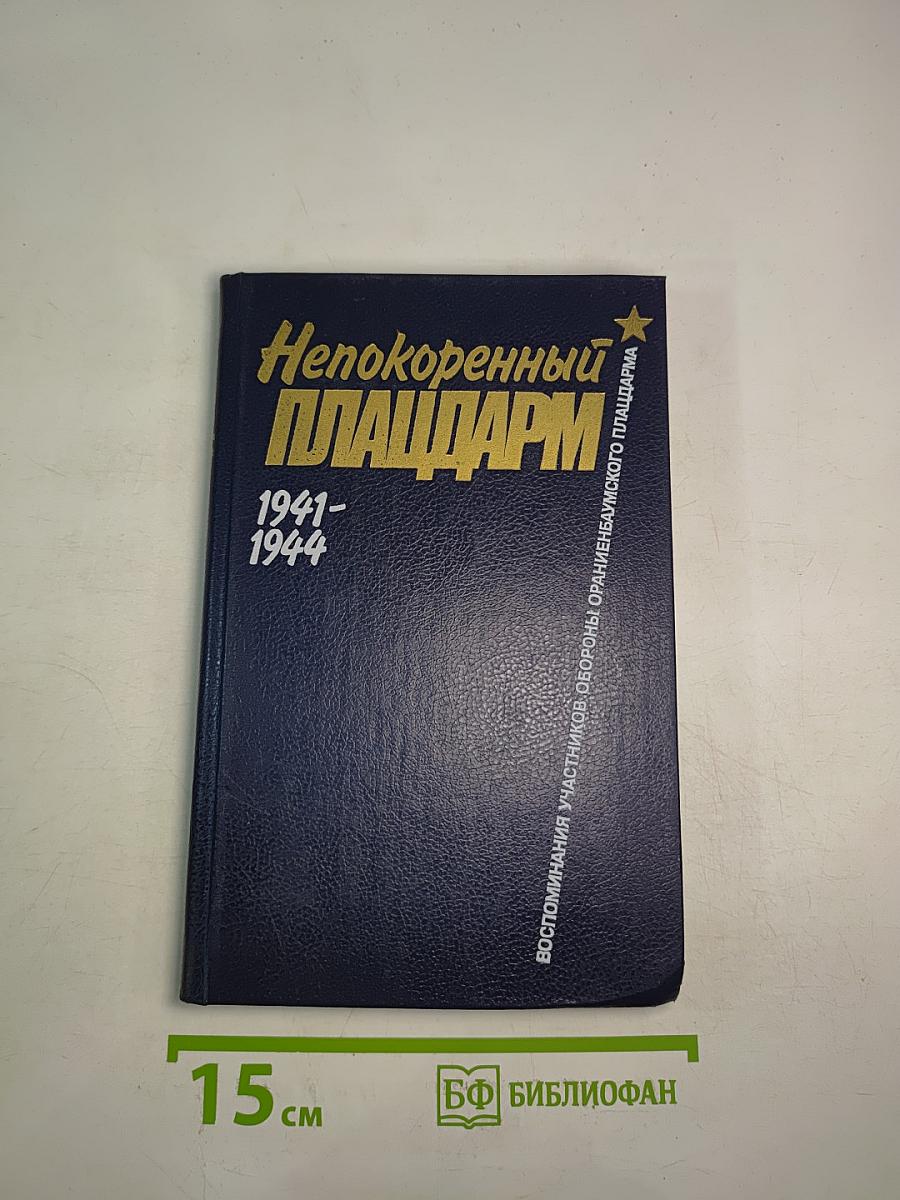 Непокоренный
ПЛАЦДАРМ
1941-
1944
ВОСПОМИНАНИЯ УЧАСТНИКОВ ОБОРОНЫ ОРАНИЕНБАУМСКОГО ПЛАЦДАРМА
15 см
БФ БИБЛИОФАН